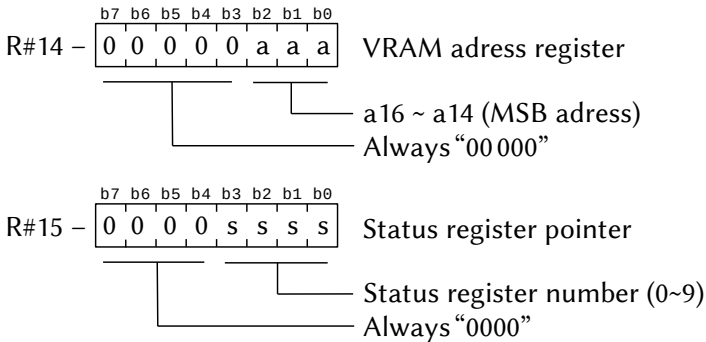 b7 b6 b5 b4 b3 b2 b1 b0
R#14 – 0 0 0 0 0 a a a VRAM adress register
a16 ~ a14 (MSB adress)
Always “00 000”
b7 b6 b5 b4 b3 b2 b1 b0
R#15 – 0 0 0 0 s s s s Status register pointer
Status register number (0~9)
Always “0000”